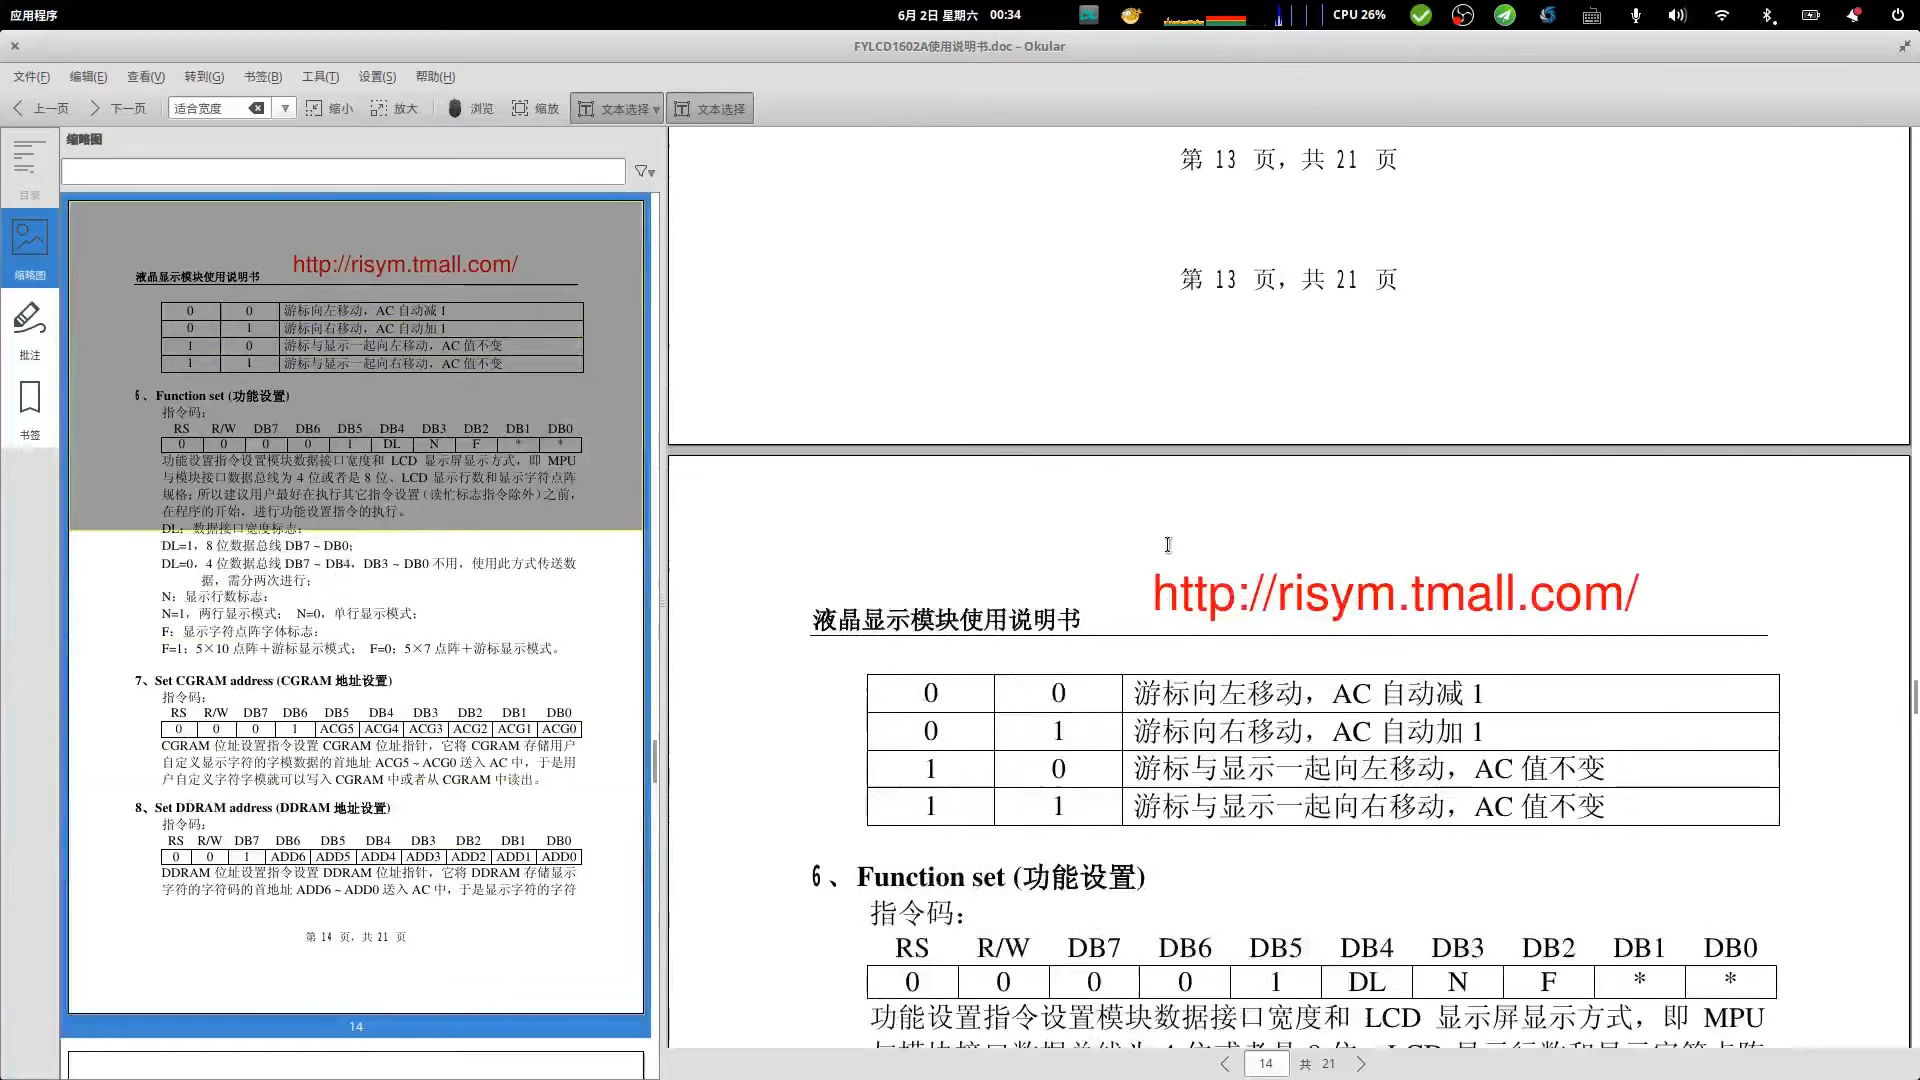 应用程序
6月 2日 星期六 00:34
CPU 26%
FYLCD1602A使用说明书.doc – Okular
文件(F) 编辑(E) 查看(V) 转到(G) 书签(B) 工具(T) 设置(S) 帮助(H)
上一页 下一页 适合宽度 缩小 放大 浏览 缩放 文本选择 文本选择
缩略图
目录
缩略图
批注
书签
http://risym.tmall.com/
液晶显示模块使用说明书
0 0 游标向左移动，AC 自动减 1
0 1 游标向右移动，AC 自动加 1
1 0 游标与显示一起向左移动，AC 值不变
1 1 游标与显示一起向右移动，AC 值不变
6、Function set (功能设置)
指令码：
RS R/W DB7 DB6 DB5 DB4 DB3 DB2 DB1 DB0
0 0 0 0 1 DL N F * *
功能设置指令设置模块数据接口宽度和 LCD 显示屏显示方式，即 MPU
与模块接口数据总线为 4 位或者是 8 位、LCD 显示行数和显示字符点阵
规格；所以建议用户最好在执行其它指令设置（读忙标志指令除外）之前，
在程序的开始，进行功能设置指令的执行。
DL：数据接口宽度标志：
DL=1，8 位数据总线 DB7 ~ DB0；
DL=0，4 位数据总线 DB7 ~ DB4，DB3 ~ DB0 不用，使用此方式传送数
据，需分两次进行；
N：显示行数标志：
N=1，两行显示模式； N=0，单行显示模式；
F：显示字符点阵字体标志：
F=1：5×10 点阵＋游标显示模式； F=0：5×7 点阵＋游标显示模式。
7、Set CGRAM address (CGRAM 地址设置)
指令码：
RS R/W DB7 DB6 DB5 DB4 DB3 DB2 DB1 DB0
0 0 0 1 ACG5 ACG4 ACG3 ACG2 ACG1 ACG0
CGRAM 位址设置指令设置 CGRAM 位址指针，它将 CGRAM 存储用户
自定义显示字符的字模数据的首地址 ACG5 ~ ACG0 送入 AC 中，于是用
户自定义字符字模就可以写入 CGRAM 中或者从 CGRAM 中读出。
8、Set DDRAM address (DDRAM 地址设置)
指令码：
RS R/W DB7 DB6 DB5 DB4 DB3 DB2 DB1 DB0
0 0 1 ADD6 ADD5 ADD4 ADD3 ADD2 ADD1 ADD0
DDRAM 位址设置指令设置 DDRAM 位址指针，它将 DDRAM 存储显示
字符的字符码的首地址 ADD6 ~ ADD0 送入 AC 中，于是显示字符的字符
第 14 页，共 21 页
14
第 13 页，共 21 页
第 13 页，共 21 页
http://risym.tmall.com/
液晶显示模块使用说明书
0 0 游标向左移动，AC 自动减 1
0 1 游标向右移动，AC 自动加 1
1 0 游标与显示一起向左移动，AC 值不变
1 1 游标与显示一起向右移动，AC 值不变
6、Function set (功能设置)
指令码：
RS R/W DB7 DB6 DB5 DB4 DB3 DB2 DB1 DB0
0 0 0 0 1 DL N F * *
功能设置指令设置模块数据接口宽度和 LCD 显示屏显示方式，即 MPU
与模块接口数据总线为 4 位或者是 8 位、LCD 显示行数和显示字符点阵
14 共 21